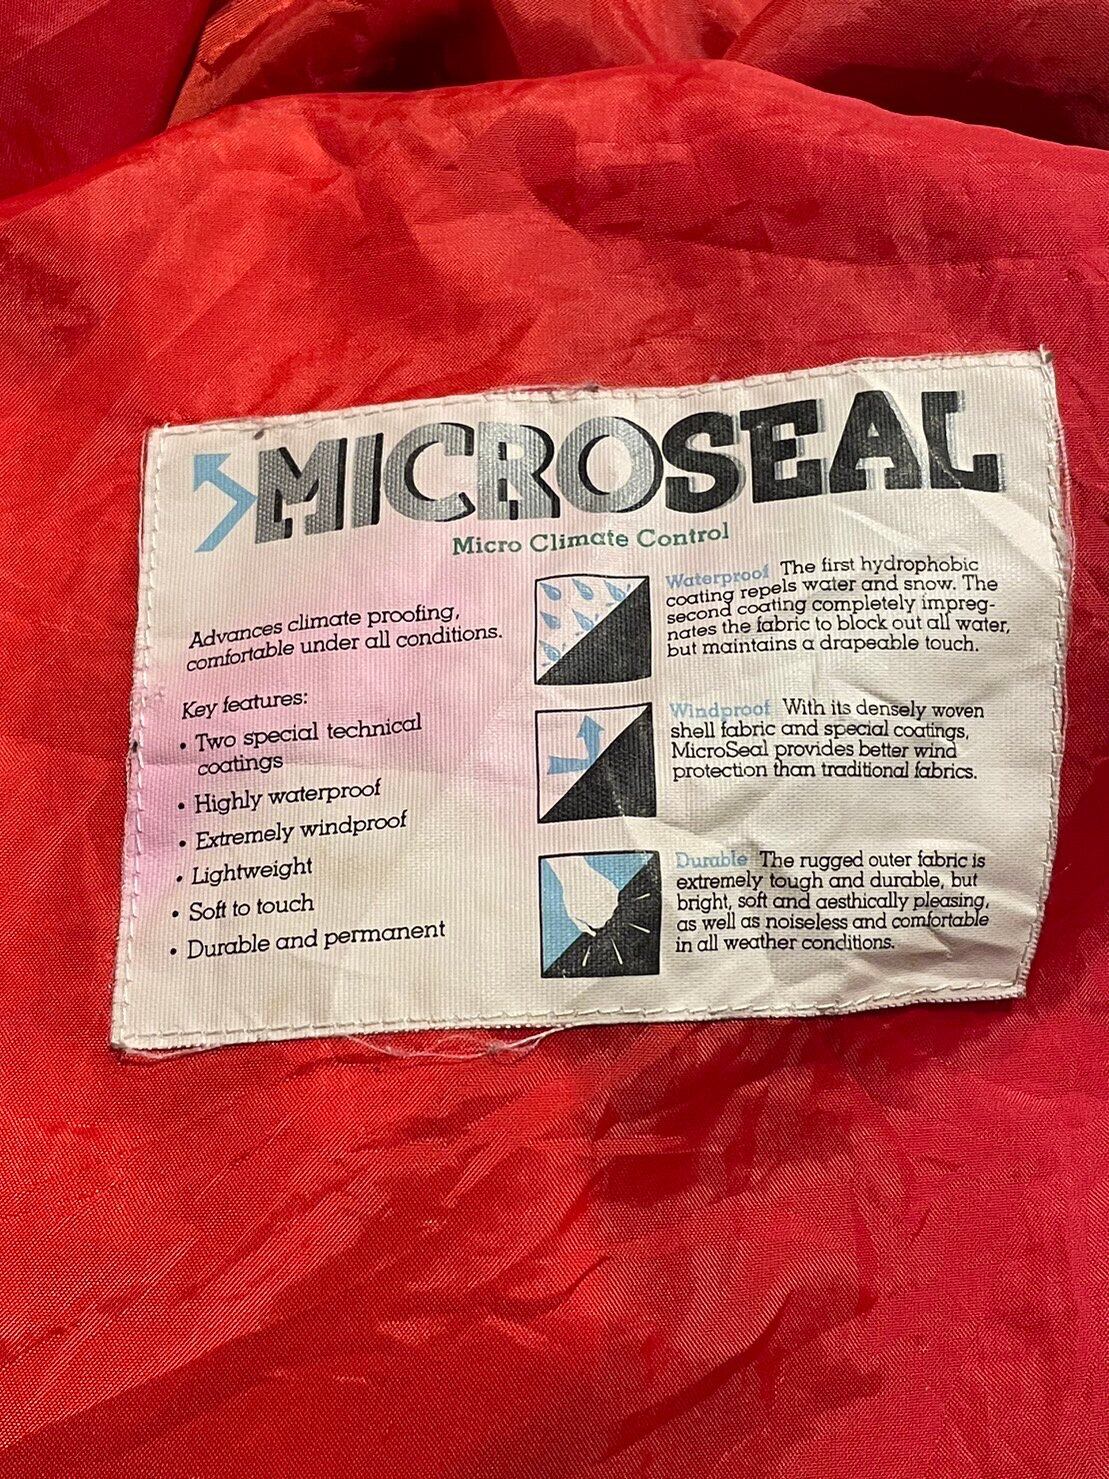 MICROSEAL
Micro Climate Control
Advances climate proofing,
comfortable under all conditions.
Key features:
• Two special technical
coatings
• Highly waterproof
• Extremely windproof
• Lightweight
• Soft to touch
• Durable and permanent
Waterproof The first hydrophobic
coating repels water and snow. The
second coating completely impreg-
nates the fabric to block out all water,
but maintains a drapeable touch.
Windproof With its densely woven
shell fabric and special coatings,
MicroSeal provides better wind
protection than traditional fabrics.
Durable The rugged outer fabric is
extremely tough and durable, but
bright, soft and aesthically pleasing,
as well as noiseless and comfortable
in all weather conditions.